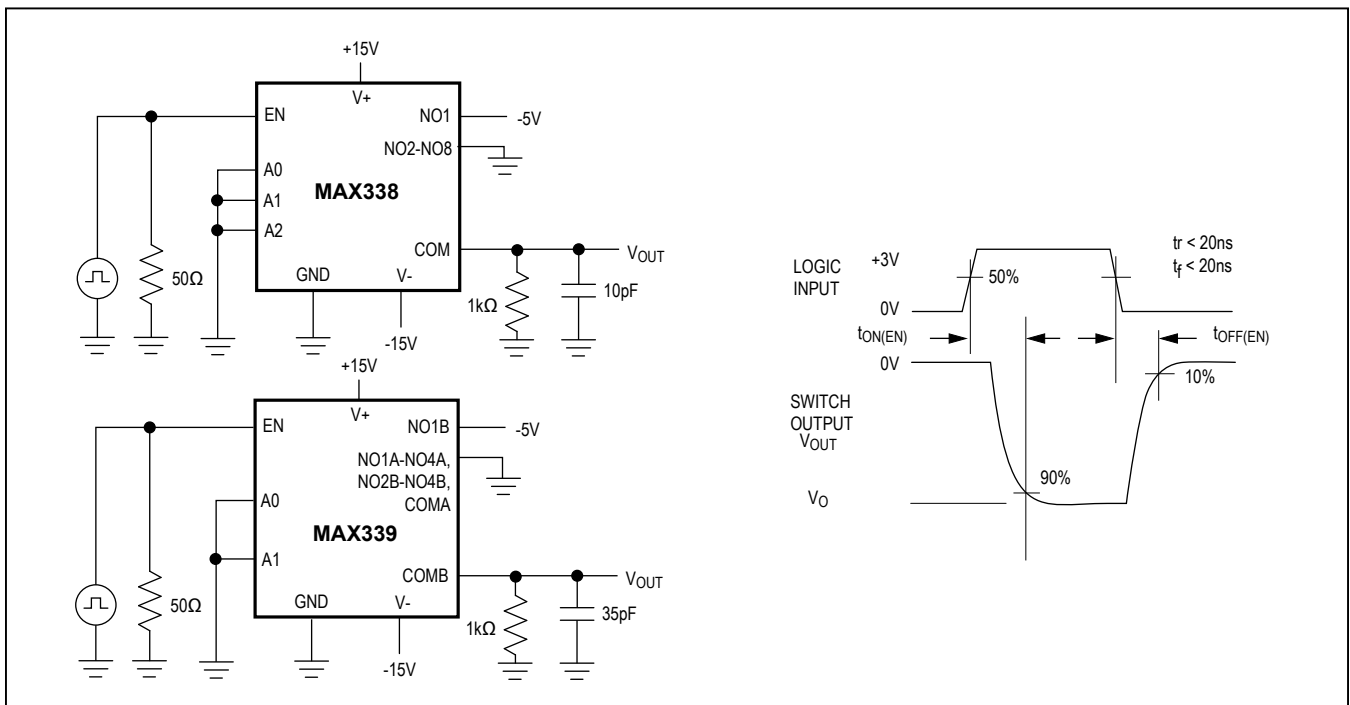 +15V
V+
EN
NO1
-5V
NO2-NO8
A0
MAX338
A1
A2
COM
VOUT
50Ω
GND
V-
1kΩ
10pF
-15V
+15V
V+
EN
NO1B
-5V
NO1A-NO4A,
NO2B-NO4B,
COMA
A0
MAX339
A1
COMB
VOUT
50Ω
GND
V-
1kΩ
35pF
-15V
LOGIC
INPUT
+3V
50%
tr < 20ns
tf < 20ns
0V
tON(EN)
tOFF(EN)
0V
10%
SWITCH
OUTPUT
VOUT
90%
VO